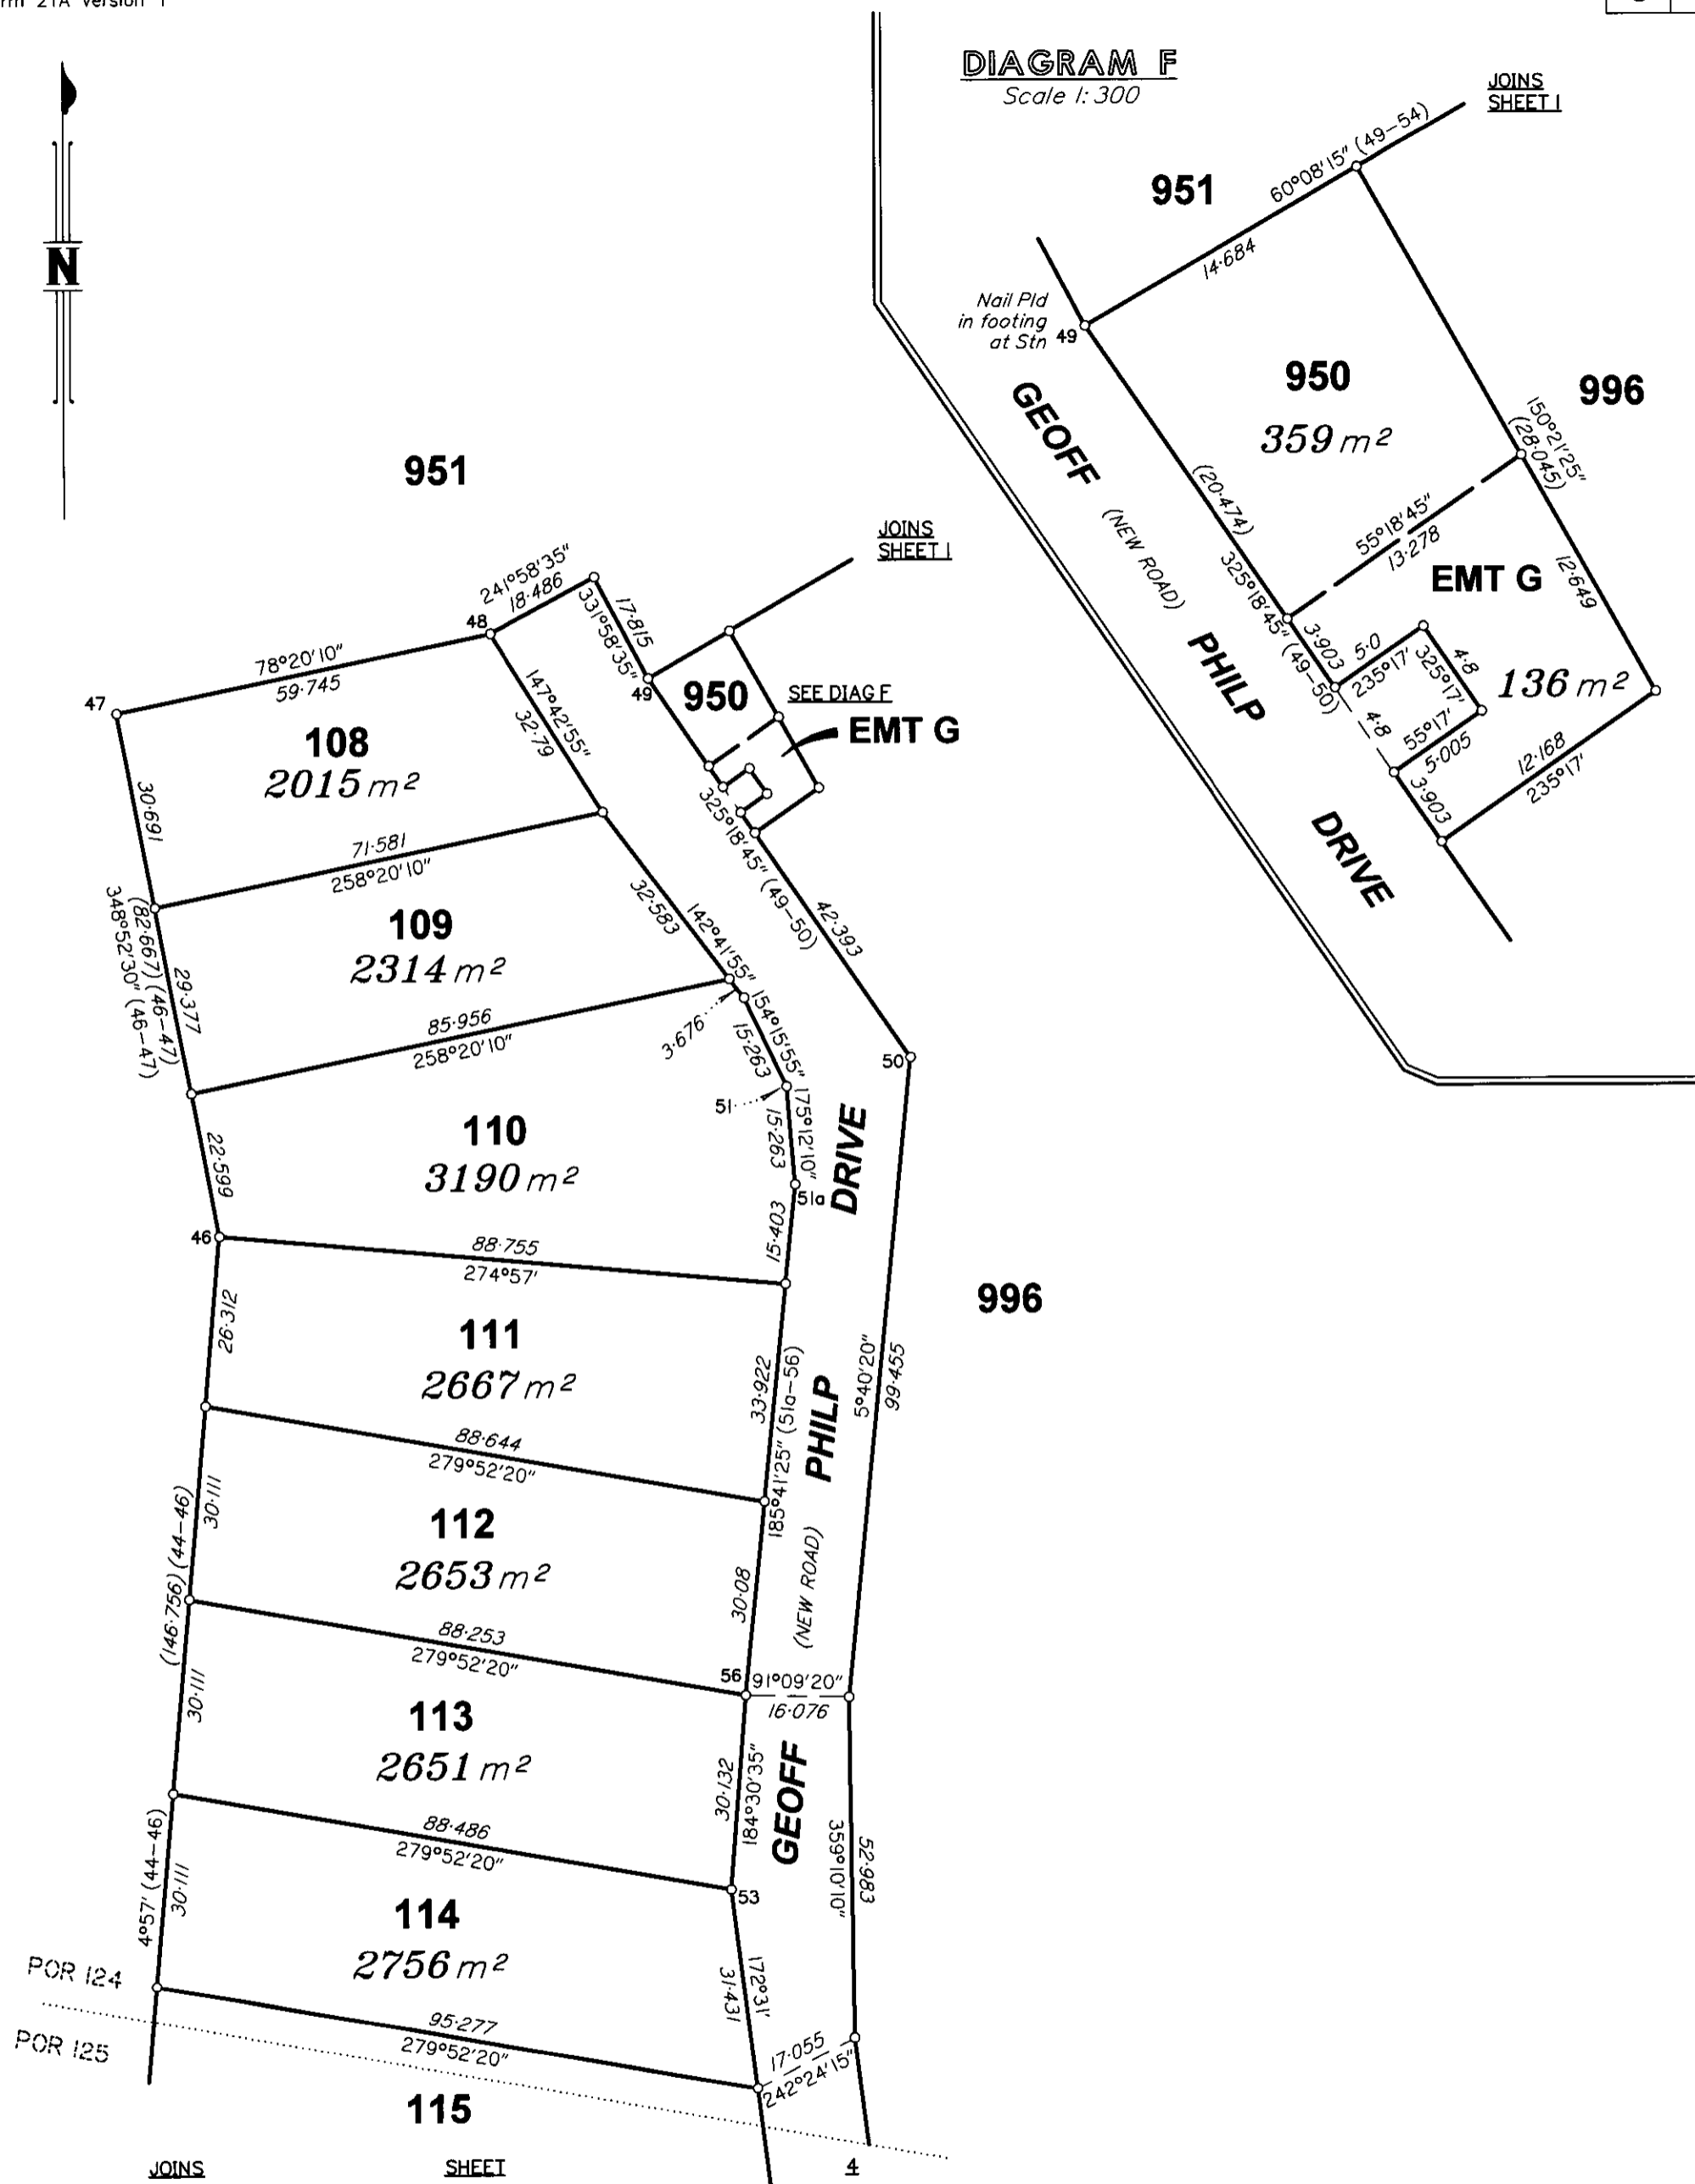 rm 21A Version 1
N
DIAGRAM F
Scale 1:300
JOINS
SHEET 1
951
60°08'15" (49-54)
14·684
Nail Pld
in footing
at Stn
49
950
359 m²
996
150°21'25"
(28·045)
(20·474)
325°18'45" (49-50)
55°18'45"
13·278
EMT G
12·649
3·903
5·0
235°17'
4·8
325°17'
136 m²
4·8
55°17'
5·005
12·168
235°17'
3·903
GEOFF
(NEW ROAD)
PHILP
DRIVE
951
JOINS
SHEET 1
241°58'35"
18·486
48
17·815
331°58'35"
49
950
SEE DIAG F
EMT G
78°20'10"
59·745
47
147°42'55"
32·79
108
2015 m²
30·691
325°18'45" (49-50)
42·393
71·581
258°20'10"
109
2314 m²
32·583
142°41'55"
(82·667) (46-47)
348°52'30" (46-47)
29·377
85·956
258°20'10"
3·676
154°15'55"
15·263
50
51
175°12'10"
15·263
110
3190 m²
22·599
51a
DRIVE
15·403
46
88·755
274°57'
996
26·312
111
2667 m²
33·922
185°41'25" (51a-56)
PHILP
5°40'20"
99·455
88·644
279°52'20"
30·111
112
2653 m²
(146·756) (44-46)
30·08
(NEW ROAD)
88·253
279°52'20"
56
91°09'20"
16·076
30·111
113
2651 m²
30·132
184°30'35"
GEOFF
359°10'10"
52·983
88·486
279°52'20"
53
4°57' (44-46)
30·111
114
2756 m²
172°31'
31·431
POR 124
95·277
279°52'20"
17·055
242°24'15"
POR 125
115
JOINS
SHEET
4